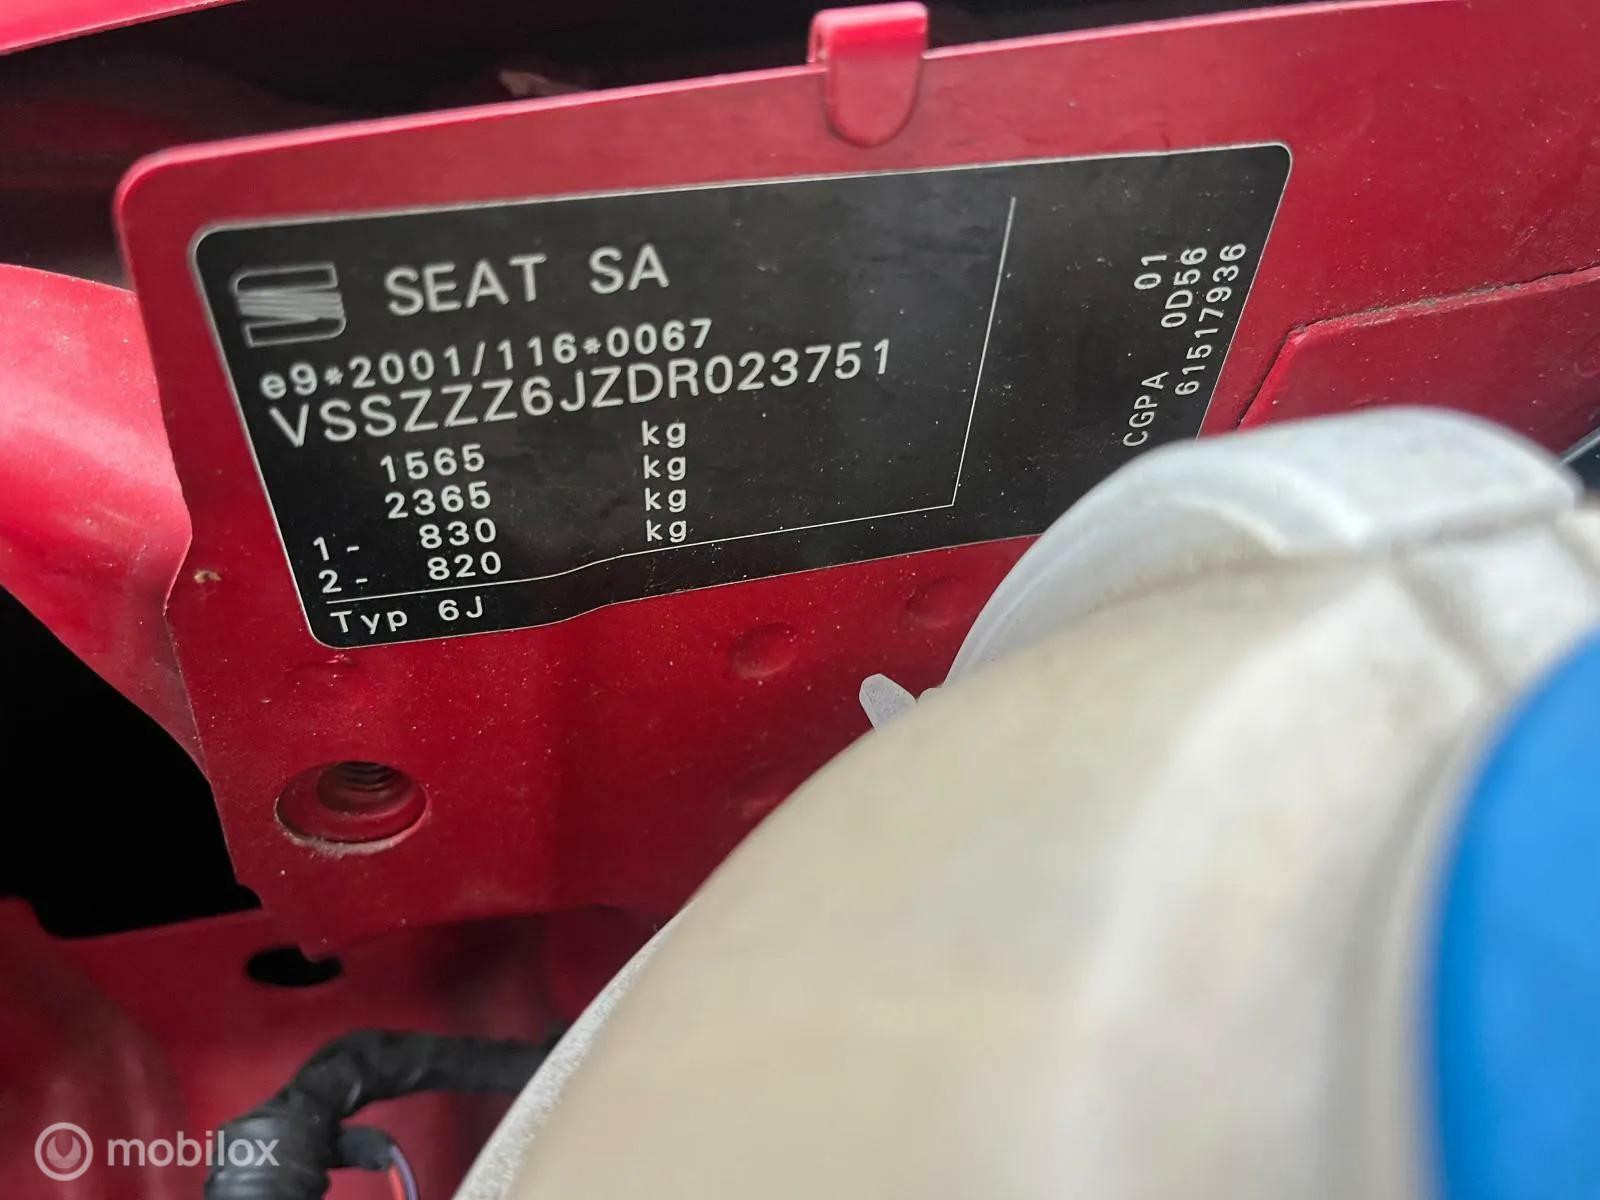 SEAT SA
e9*2001/116*0067
VSSZZZ6JZDR023751
1565 kg
2365 kg
1- 830 kg
2- 820 kg
Typ 6J
CGPA 01
0D56
61517936
mobilox